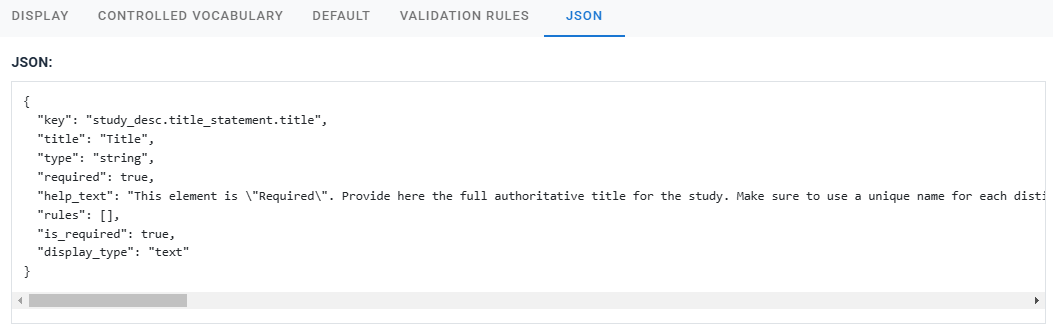 DISPLAY CONTROLLED VOCABULARY DEFAULT VALIDATION RULES JSON
JSON:
{
  "key": "study_desc.title_statement.title",
  "title": "Title",
  "type": "string",
  "required": true,
  "help_text": "This element is \"Required\". Provide here the full authoritative title for the study. Make sure to use a unique name for each disti
  "rules": [],
  "is_required": true,
  "display_type": "text"
}